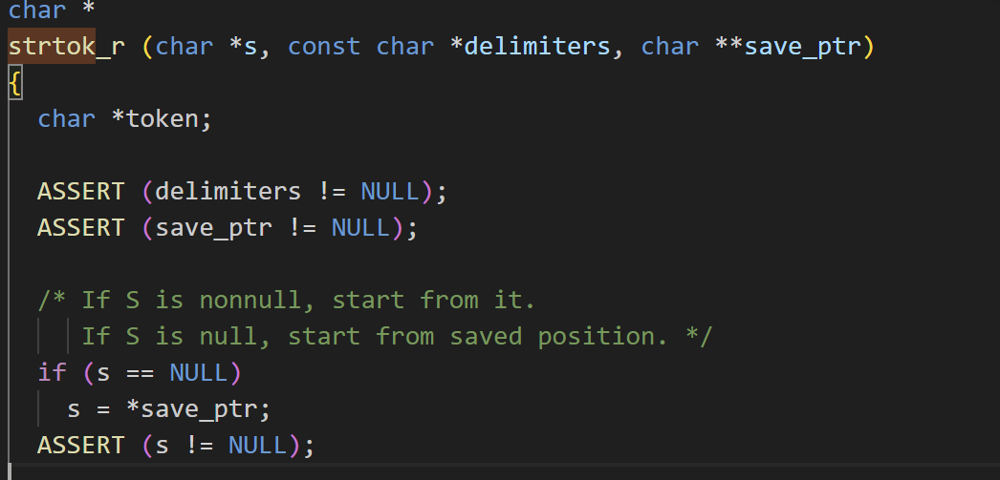 char *
strtok_r (char *s, const char *delimiters, char **save_ptr)
{
char *token;
ASSERT (delimiters != NULL);
ASSERT (save_ptr != NULL);
/* If S is nonnull, start from it.
If S is null, start from saved position. */
if (s == NULL)
s = *save_ptr;
ASSERT (s != NULL);